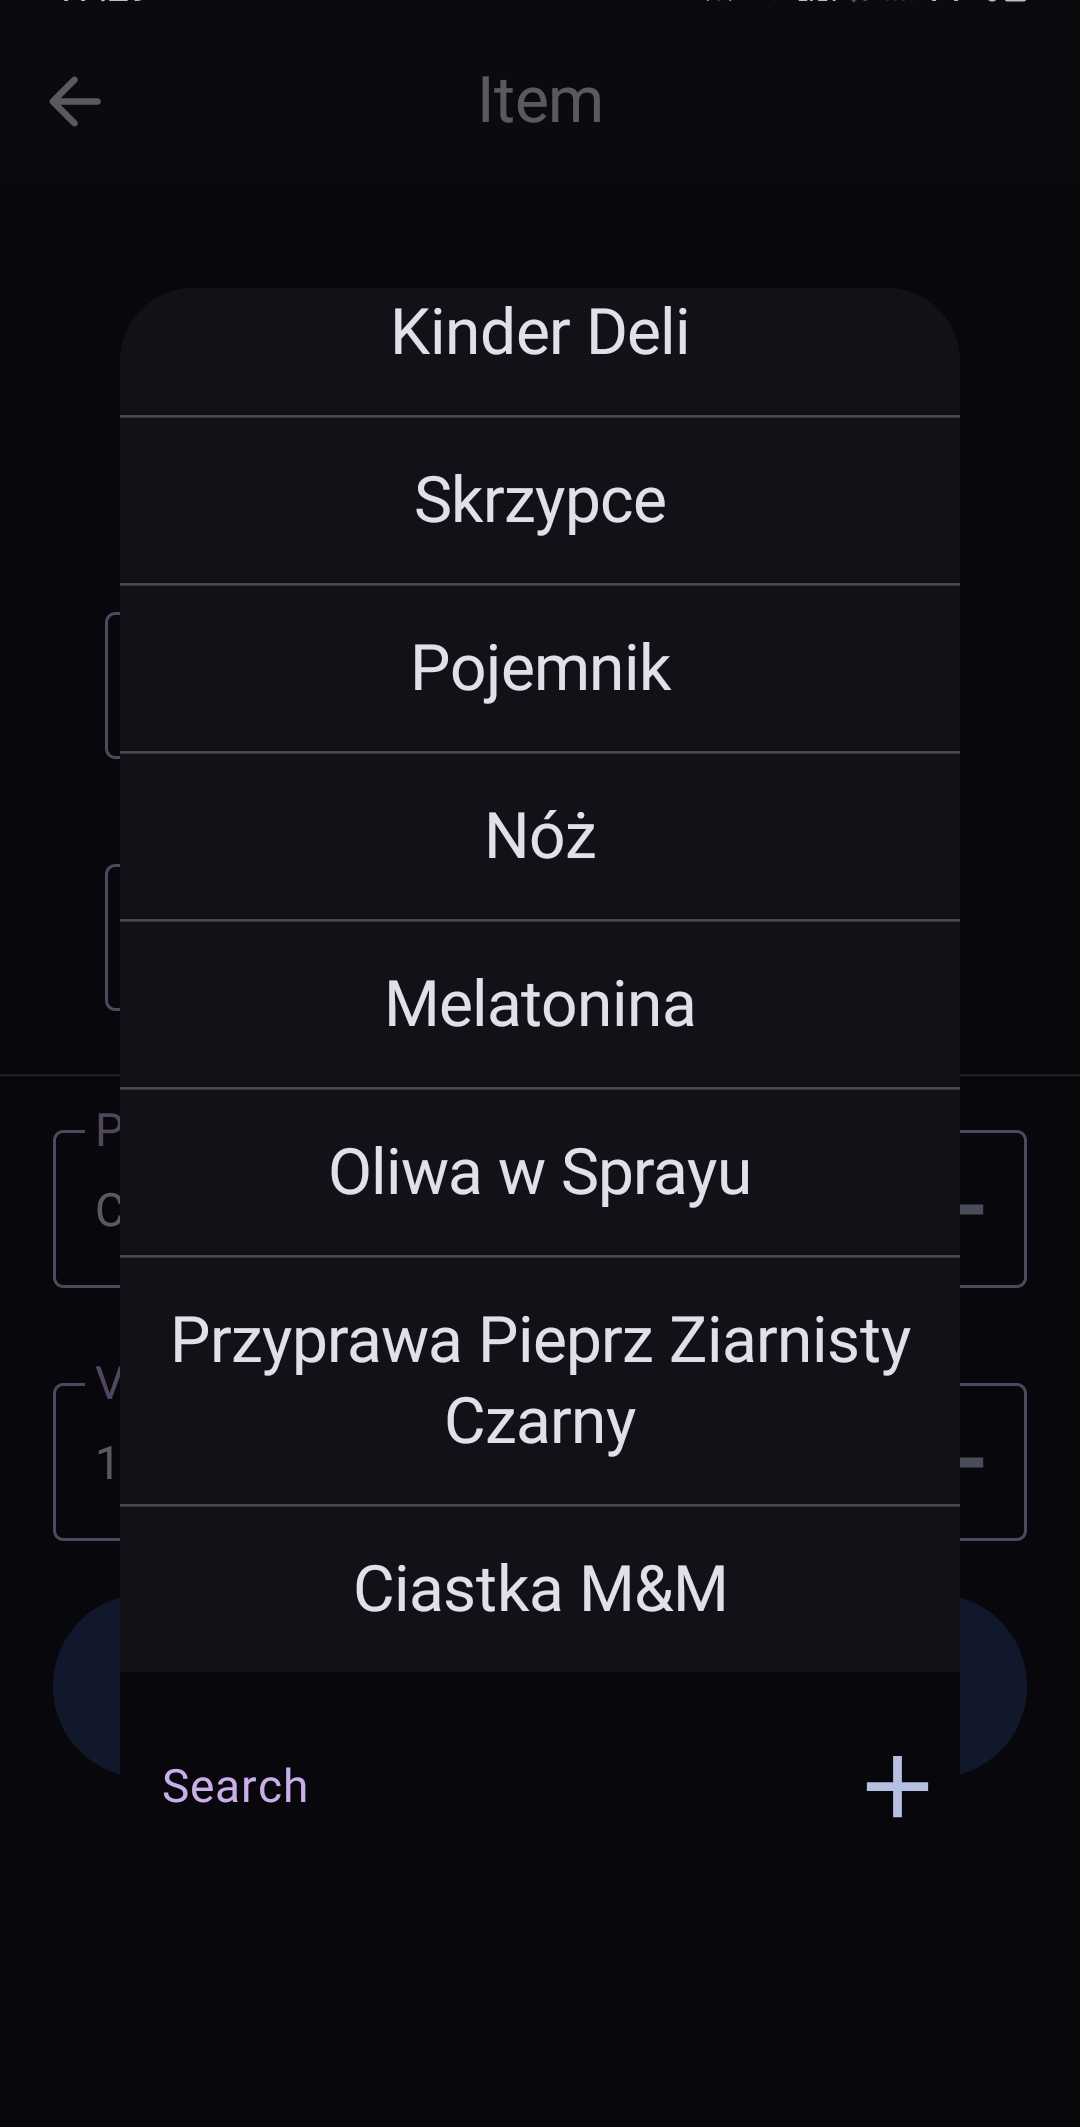 Item
Kinder Deli
Skrzypce
Pojemnik
Nóż
Melatonina
Oliwa w Sprayu
Przyprawa Pieprz Ziarnisty
Czarny
Ciastka M&M
Search